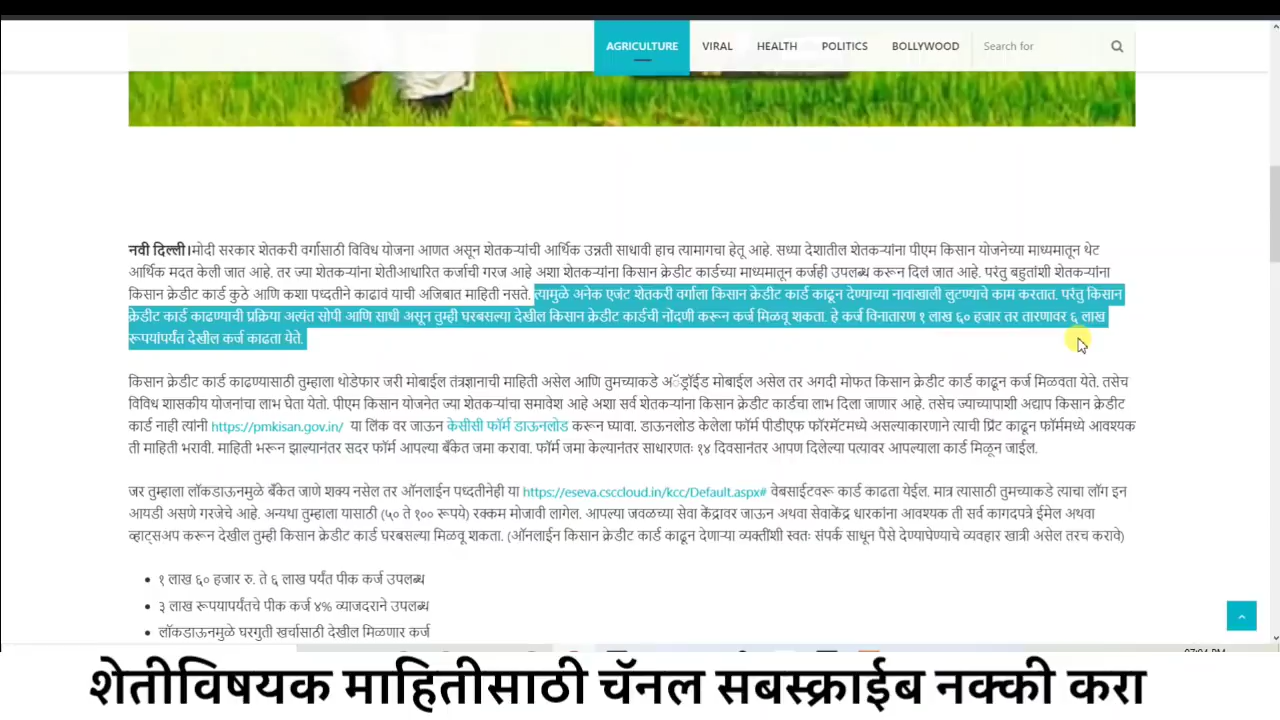 AGRICULTURE VIRAL HEALTH POLITICS BOLLYWOOD Search for
नवी दिल्ली।मोदी सरकार शेतकरी वर्गासाठी विविध योजना आणत असून शेतकऱ्यांची आर्थिक उन्नती साधावी हाच त्यामागचा हेतू आहे. सध्या देशातील शेतकऱ्यांना पीएम किसान योजनेच्या माध्यमातून थेट
आर्थिक मदत केली जात आहे. तर ज्या शेतकऱ्यांना शेतीआधारित कर्जाची गरज आहे अशा शेतकऱ्यांना किसान क्रेडीट कार्डच्या माध्यमातून कर्जही उपलब्ध करून दिलं जात आहे. परंतु बहुतांशी शेतकऱ्यांना
किसान क्रेडीट कार्ड कुठे आणि कशा पध्दतीने काढावं याची अजिबात माहिती नसते. त्यामुळे अनेक एजंट शेतकरी वर्गाला किसान क्रेडीट कार्ड काढून देण्याच्या नावाखाली लुटण्याचे काम करतात. परंतु किसान
क्रेडीट कार्ड काढण्याची प्रक्रिया अत्यंत सोपी आणि साधी असून तुम्ही घरबसल्या देखील किसान क्रेडीट कार्डची नोंदणी करून कर्ज मिळवू शकता. हे कर्ज विनातारण १ लाख ६० हजार तर तारणावर ६ लाख
रूपयांपर्यंत देखील कर्ज काढता येते.
किसान क्रेडीट कार्ड काढण्यासाठी तुम्हाला थोडेफार जरी मोबाईल तंत्रज्ञानाची माहिती असेल आणि तुमच्याकडे अॅड्रॉईड मोबाईल असेल तर अगदी मोफत किसान क्रेडीट कार्ड काढून कर्ज मिळवता येते. तसेच
विविध शासकीय योजनांचा लाभ घेता येतो. पीएम किसान योजनेत ज्या शेतकऱ्यांचा समावेश आहे अशा सर्व शेतकऱ्यांना किसान क्रेडीट कार्डचा लाभ दिला जाणार आहे. तसेच ज्याच्यापाशी अद्याप किसान क्रेडीट
कार्ड नाही त्यांनी https://pmkisan.gov.in/ या लिंक वर जाऊन केसीसी फॉर्म डाऊनलोड करून घ्यावा. डाऊनलोड केलेला फॉर्म पीडीएफ फॉरमॅटमध्ये असल्याकारणाने त्याची प्रिंट काढून फॉर्ममध्ये आवश्यक
ती माहिती भरावी. माहिती भरून झाल्यानंतर सदर फॉर्म आपल्या बँकेत जमा करावा. फॉर्म जमा केल्यानंतर साधारणतः १४ दिवसानंतर आपण दिलेल्या पत्यावर आपल्याला कार्ड मिळून जाईल.
जर तुम्हाला लॉकडाऊनमुळे बँकेत जाणे शक्य नसेल तर ऑनलाईन पध्दतीनेही या https://eseva.csccloud.in/kcc/Default.aspx# वेबसाईटवरू कार्ड काढता येईल. मात्र त्यासाठी तुमच्याकडे त्याचा लॉग इन
आयडी असणे गरजेचे आहे. अन्यथा तुम्हाला यासाठी (५० ते १०० रूपये) रक्कम मोजावी लागेल. आपल्या जवळच्या सेवा केंद्रावर जाऊन अथवा सेवाकेंद्र धारकांना आवश्यक ती सर्व कागदपत्रे ईमेल अथवा
व्हाट्सअप करून देखील तुम्ही किसान क्रेडीट कार्ड घरबसल्या मिळवू शकता. (ऑनलाईन किसान क्रेडीट कार्ड काढून देणाऱ्या व्यक्तींशी स्वतः संपर्क साधून पैसे देण्याघेण्याचे व्यवहार खात्री असेल तरच करावे)
• १ लाख ६० हजार रु. ते ६ लाख पर्यंत पीक कर्ज उपलब्ध
• ३ लाख रूपयापर्यंतचे पीक कर्ज ४% व्याजदराने उपलब्ध
• लॉकडाऊनमुळे घरगुती खर्चासाठी देखील मिळणार कर्ज
शेतीविषयक माहितीसाठी चॅनल सबस्क्राईब नक्की करा